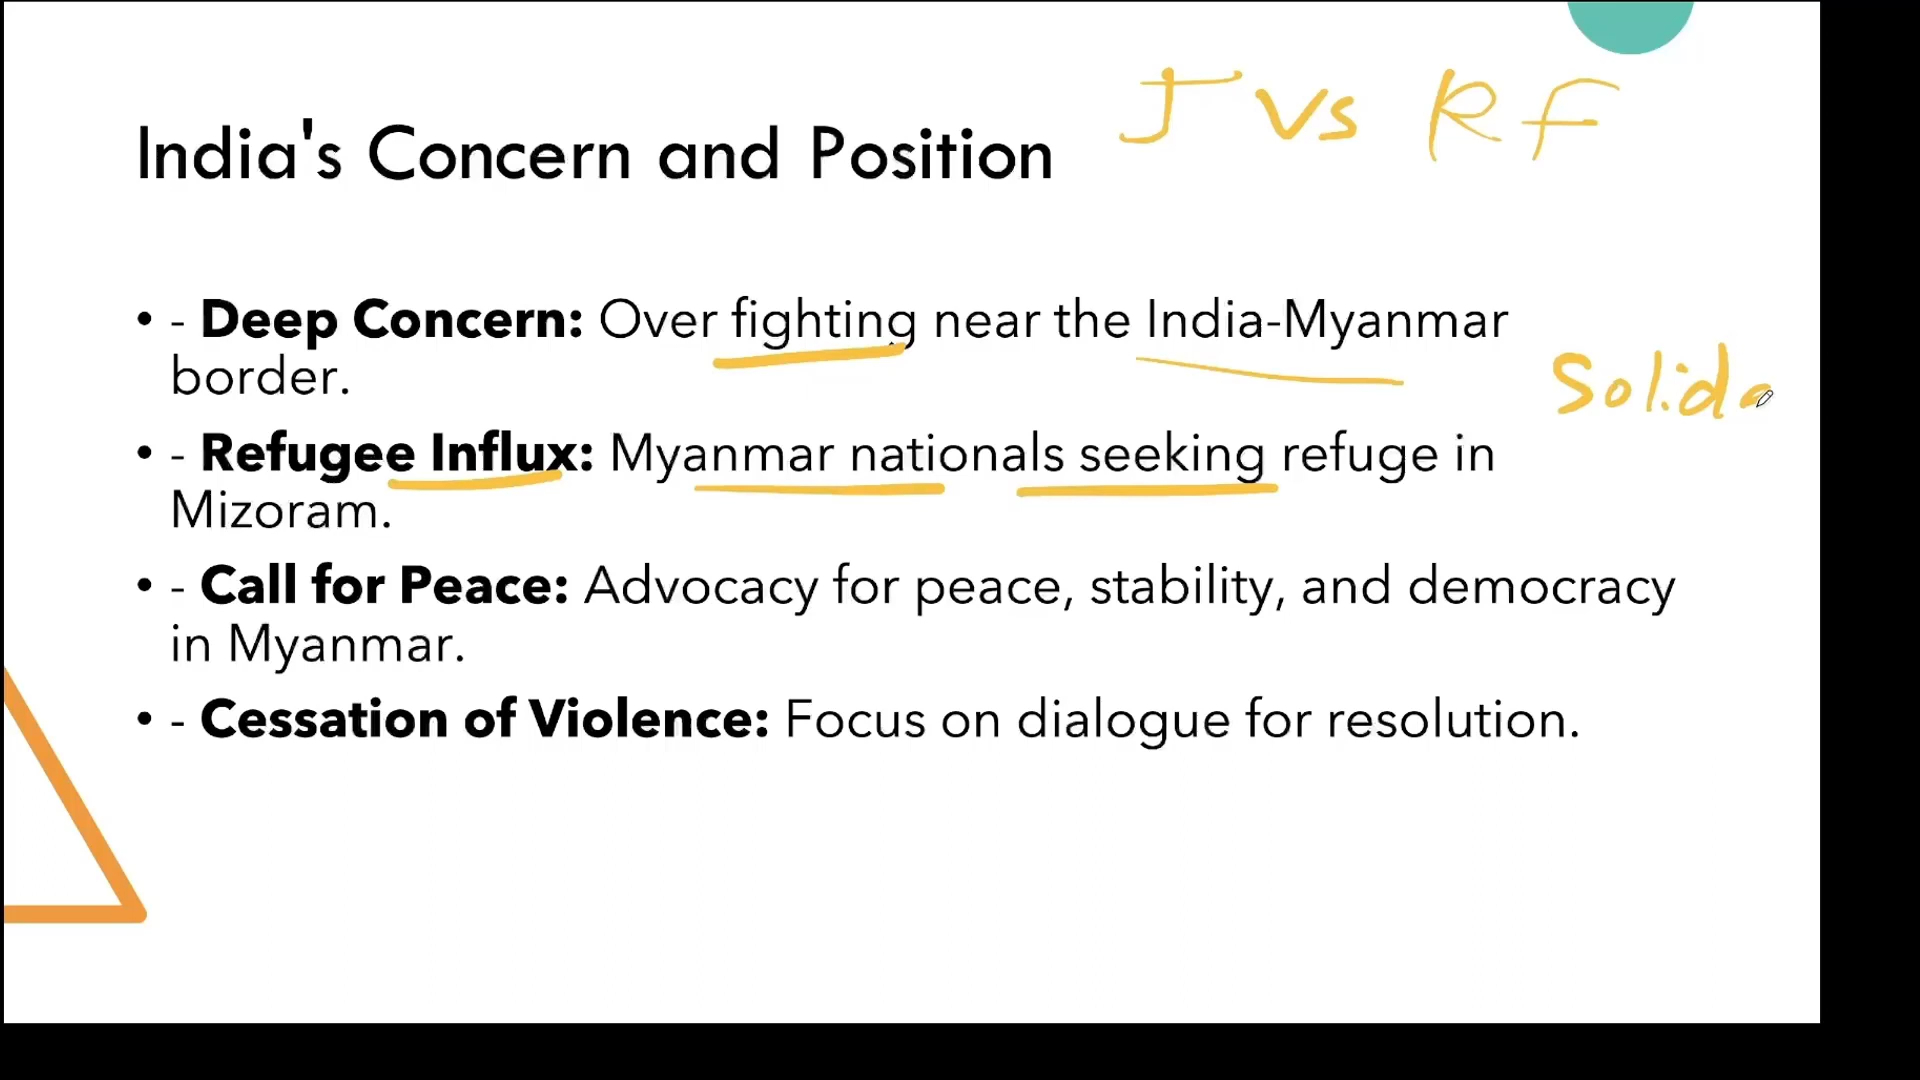 J vs RF
India's Concern and Position
• - Deep Concern: Over fighting near the India-Myanmar
border.
Solida
• - Refugee Influx: Myanmar nationals seeking refuge in
Mizoram.
• - Call for Peace: Advocacy for peace, stability, and democracy
in Myanmar.
• - Cessation of Violence: Focus on dialogue for resolution.